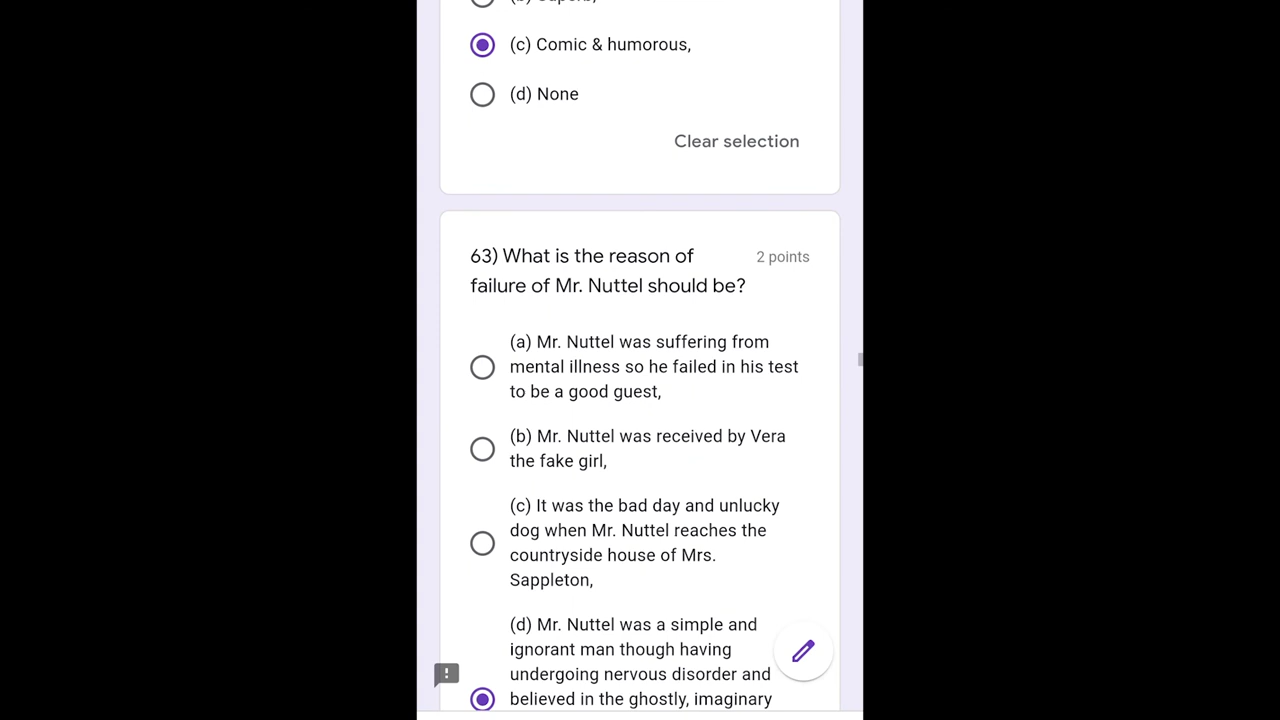 (c) Comic & humorous,
(d) None
Clear selection
63) What is the reason of 2 points
failure of Mr. Nuttel should be?
(a) Mr. Nuttel was suffering from
mental illness so he failed in his test
to be a good guest,
(b) Mr. Nuttel was received by Vera
the fake girl,
(c) It was the bad day and unlucky
dog when Mr. Nuttel reaches the
countryside house of Mrs.
Sappleton,
(d) Mr. Nuttel was a simple and
ignorant man though having
undergoing nervous disorder and
believed in the ghostly, imaginary